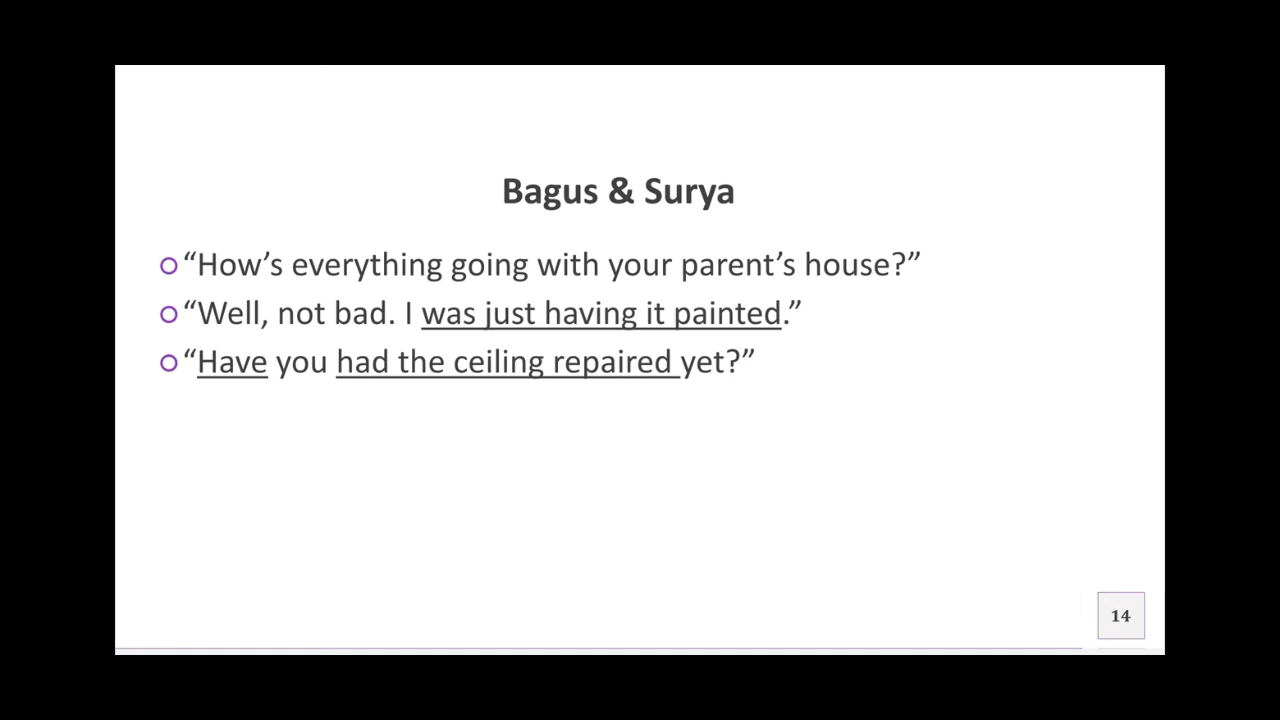 Bagus & Surya
“How’s everything going with your parent’s house?”
“Well, not bad. I was just having it painted.”
“Have you had the ceiling repaired yet?”
14